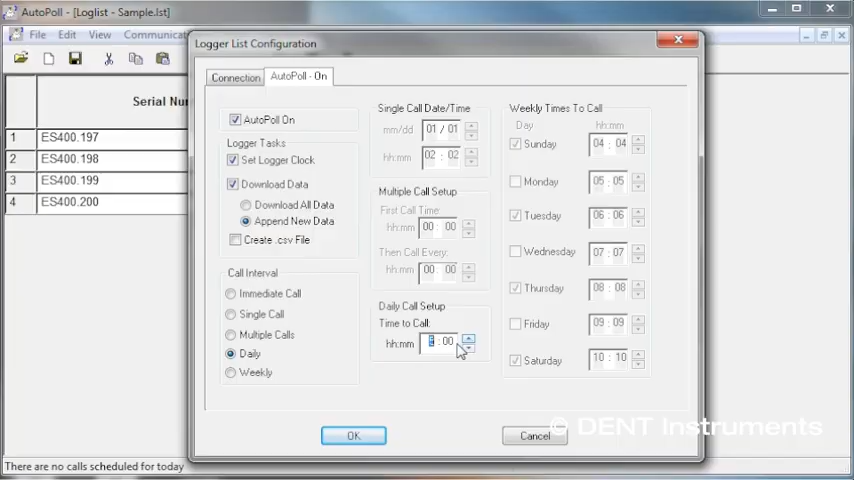 AutoPoll - [Loglist - Sample.lst]
File Edit View Communicat
Logger List Configuration
Connection
AutoPoll - On
AutoPoll On
Logger Tasks
Set Logger Clock
Download Data
Download All Data
Append New Data
Create .csv File
Call Interval
Immediate Call
Single Call
Multiple Calls
Daily
Weekly
Single Call Date/Time
mm/dd 01 / 01
hh:mm 02 : 02
Multiple Call Setup
First Call Time:
hh:mm 00 : 00
Then Call Every:
hh:mm 00 : 00
Daily Call Setup
Time to Call:
hh:mm :00
Weekly Times To Call
Day hh:mm
Sunday 04 : 04
Monday 05 : 05
Tuesday 06 : 06
Wednesday 07 : 07
Thursday 08 : 08
Friday 09 : 09
Saturday 10 : 10
OK
Cancel
Serial Nur
1 ES400.197
2 ES400.198
3 ES400.199
4 ES400.200
There are no calls scheduled for today
© DENT Instruments